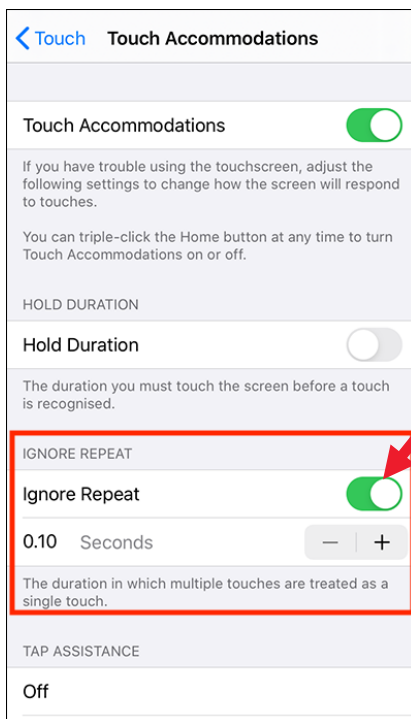 Touch Touch Accommodations
Touch Accommodations
If you have trouble using the touchscreen, adjust the
following settings to change how the screen will respond
to touches.
You can triple-click the Home button at any time to turn
Touch Accommodations on or off.
HOLD DURATION
Hold Duration
The duration you must touch the screen before a touch
is recognised.
IGNORE REPEAT
Ignore Repeat
0.10 Seconds − +
The duration in which multiple touches are treated as a
single touch.
TAP ASSISTANCE
Off